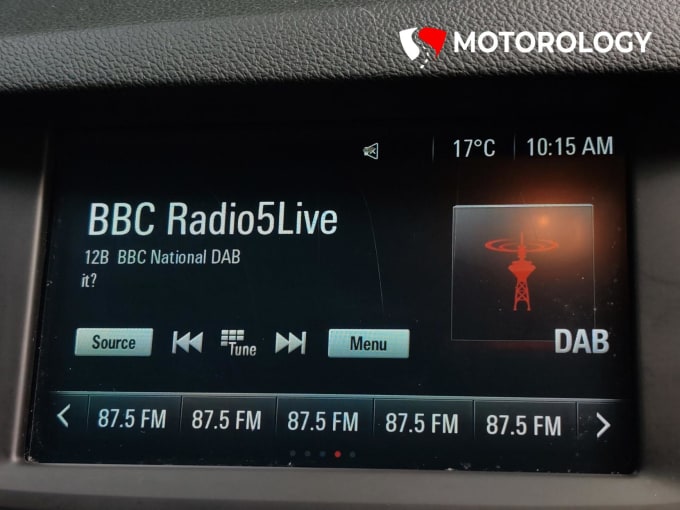 MOTOROLOGY
17°C 10:15 AM
BBC Radio5Live
12B BBC National DAB
it?
DAB
Source Tune Menu
87.5 FM 87.5 FM 87.5 FM 87.5 FM 87.5 FM